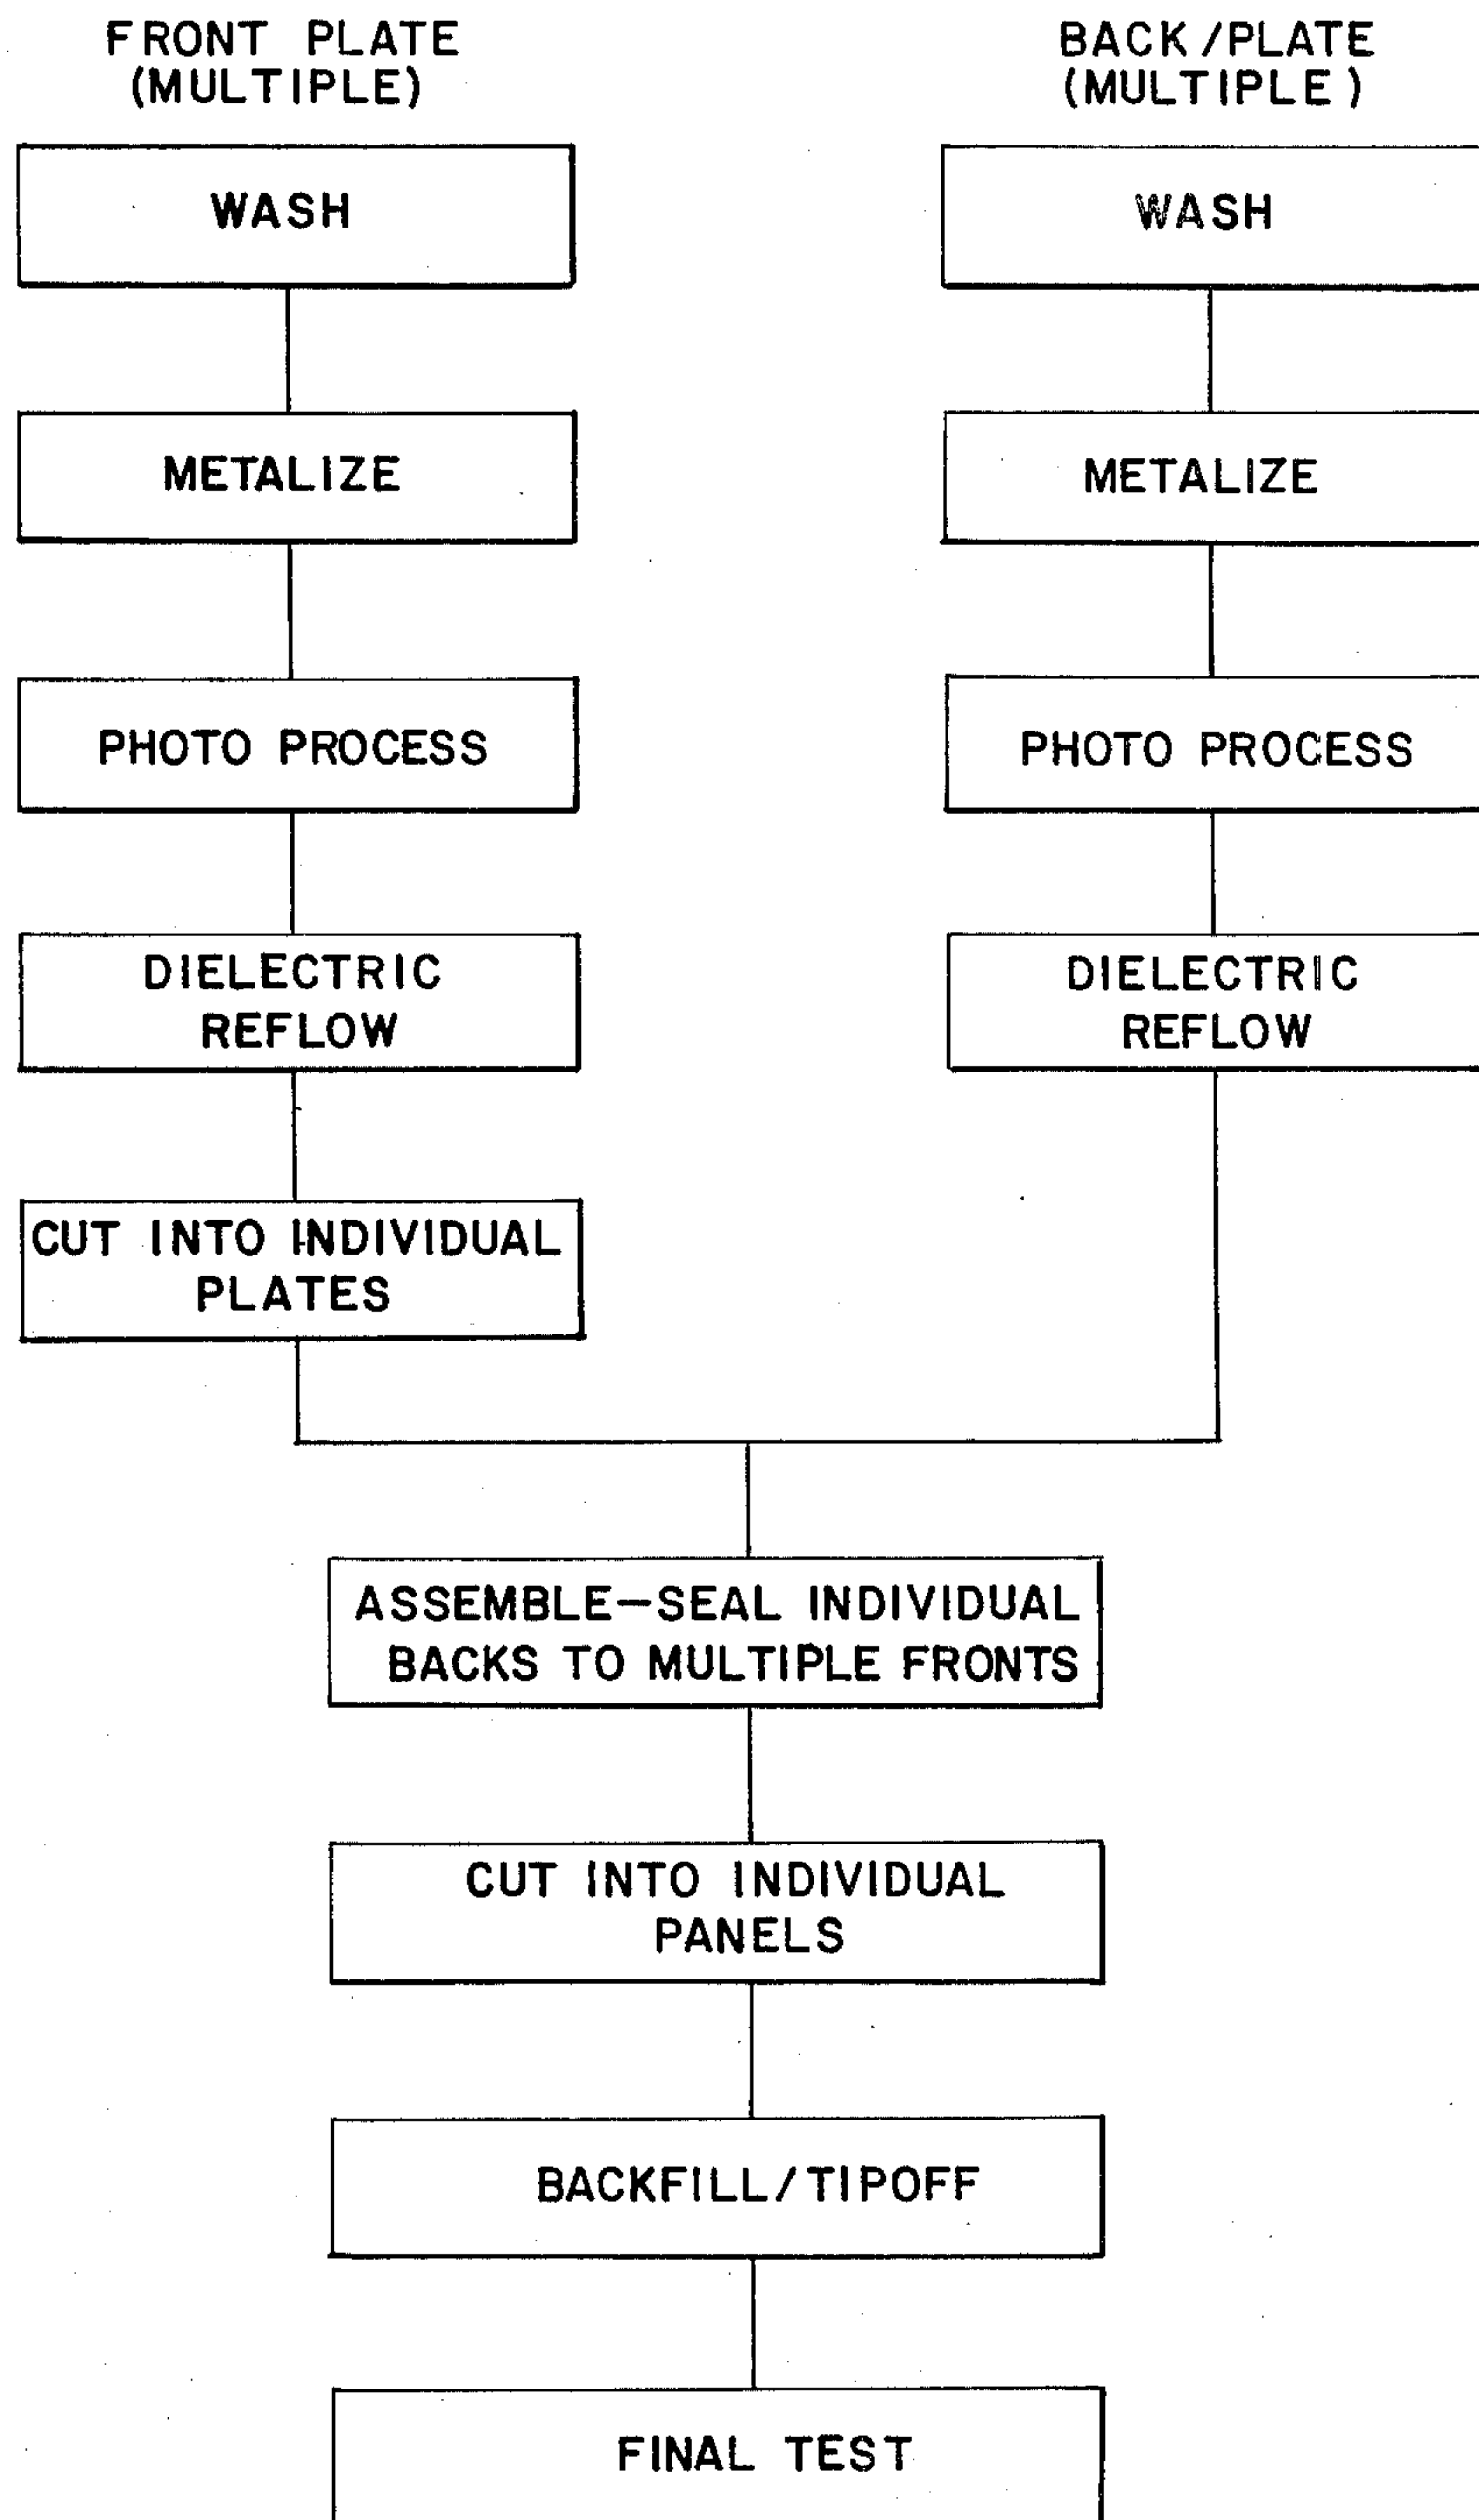 FRONT PLATE
(MULTIPLE)
BACK/PLATE
(MULTIPLE)
WASH
WASH
METALIZE
METALIZE
PHOTO PROCESS
PHOTO PROCESS
DIELECTRIC
REFLOW
DIELECTRIC
REFLOW
CUT INTO INDIVIDUAL
PLATES
ASSEMBLE-SEAL INDIVIDUAL
BACKS TO MULTIPLE FRONTS
CUT INTO INDIVIDUAL
PANELS
BACKFILL/TIPOFF
FINAL TEST